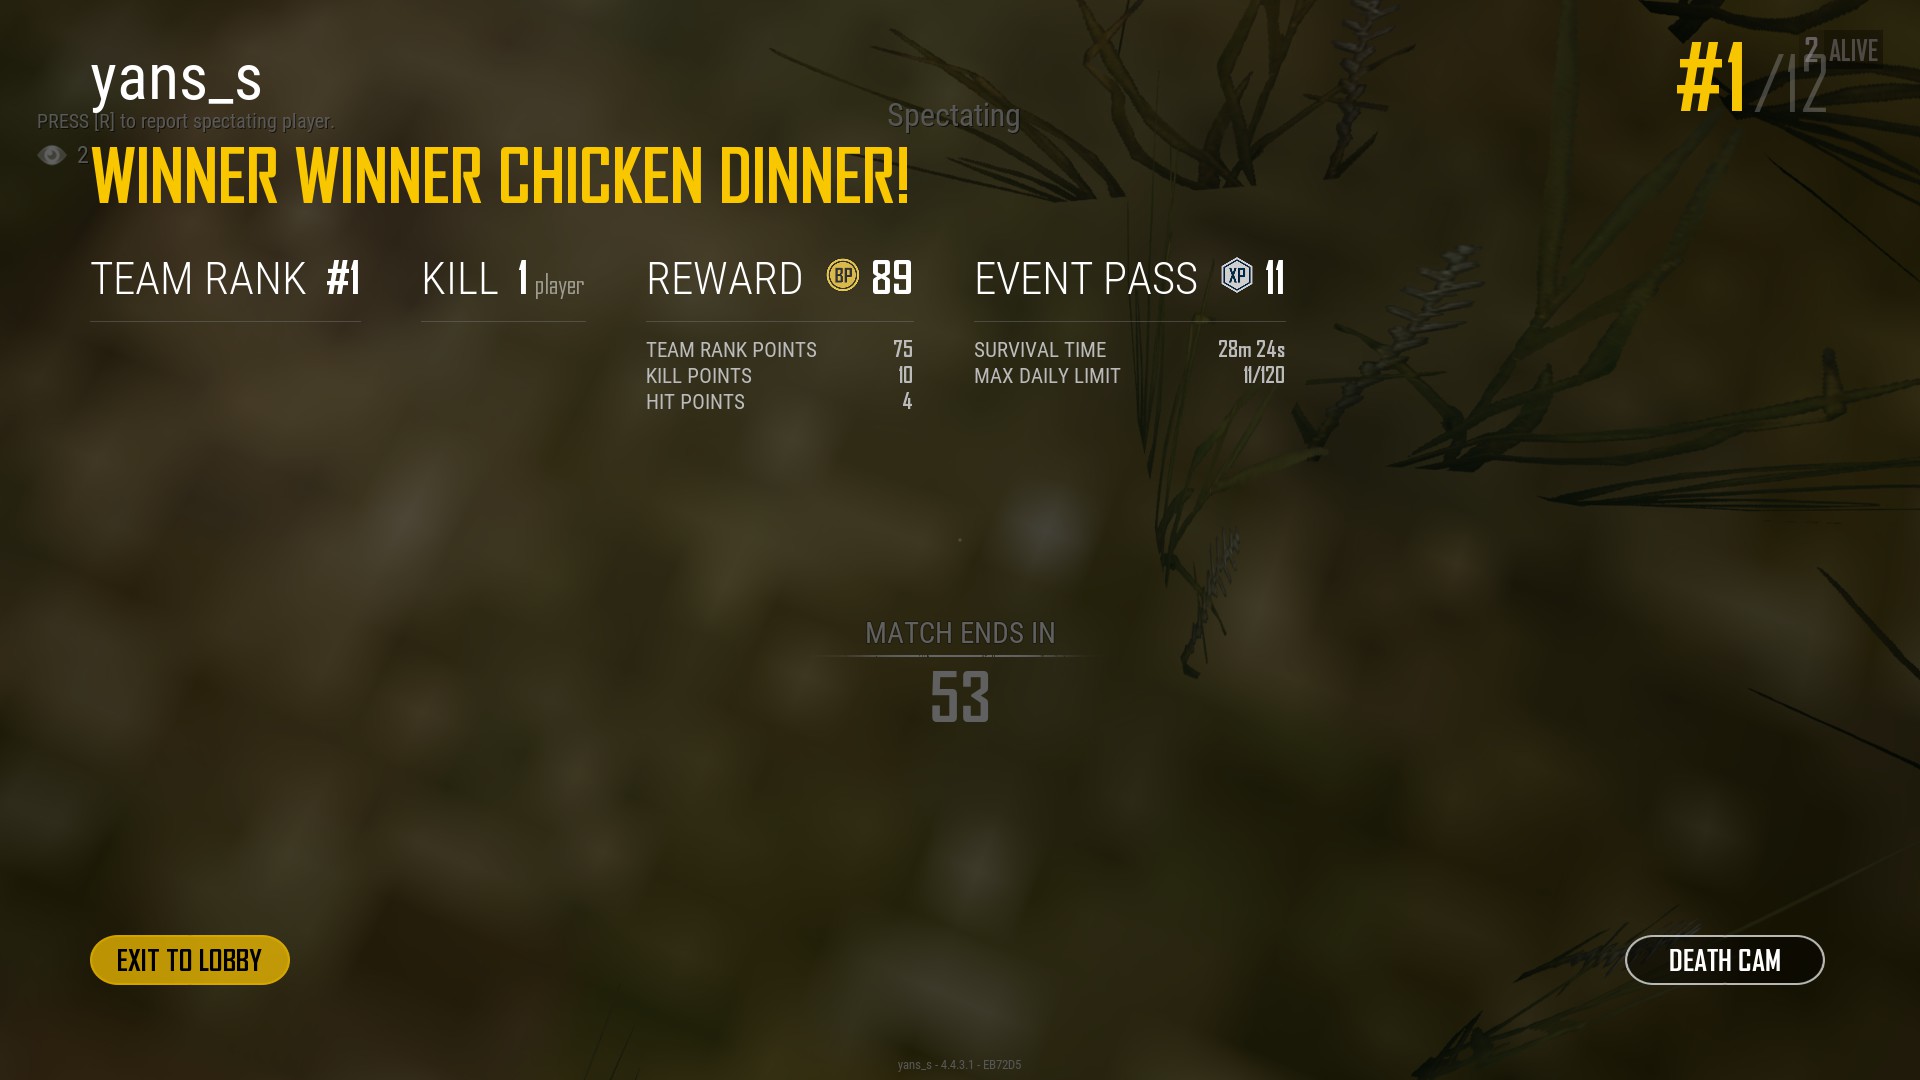 yans_s
#1/12
2 ALIVE
PRESS [R] to report spectating player.
Spectating
2
WINNER WINNER CHICKEN DINNER!
TEAM RANK #1
KILL 1 player
REWARD BP 89
EVENT PASS XP 11
TEAM RANK POINTS 75
KILL POINTS 10
HIT POINTS 4
SURVIVAL TIME 28m 24s
MAX DAILY LIMIT 11/120
MATCH ENDS IN
53
EXIT TO LOBBY
DEATH CAM
yans_s - 4.4.3.1 - EB72D5